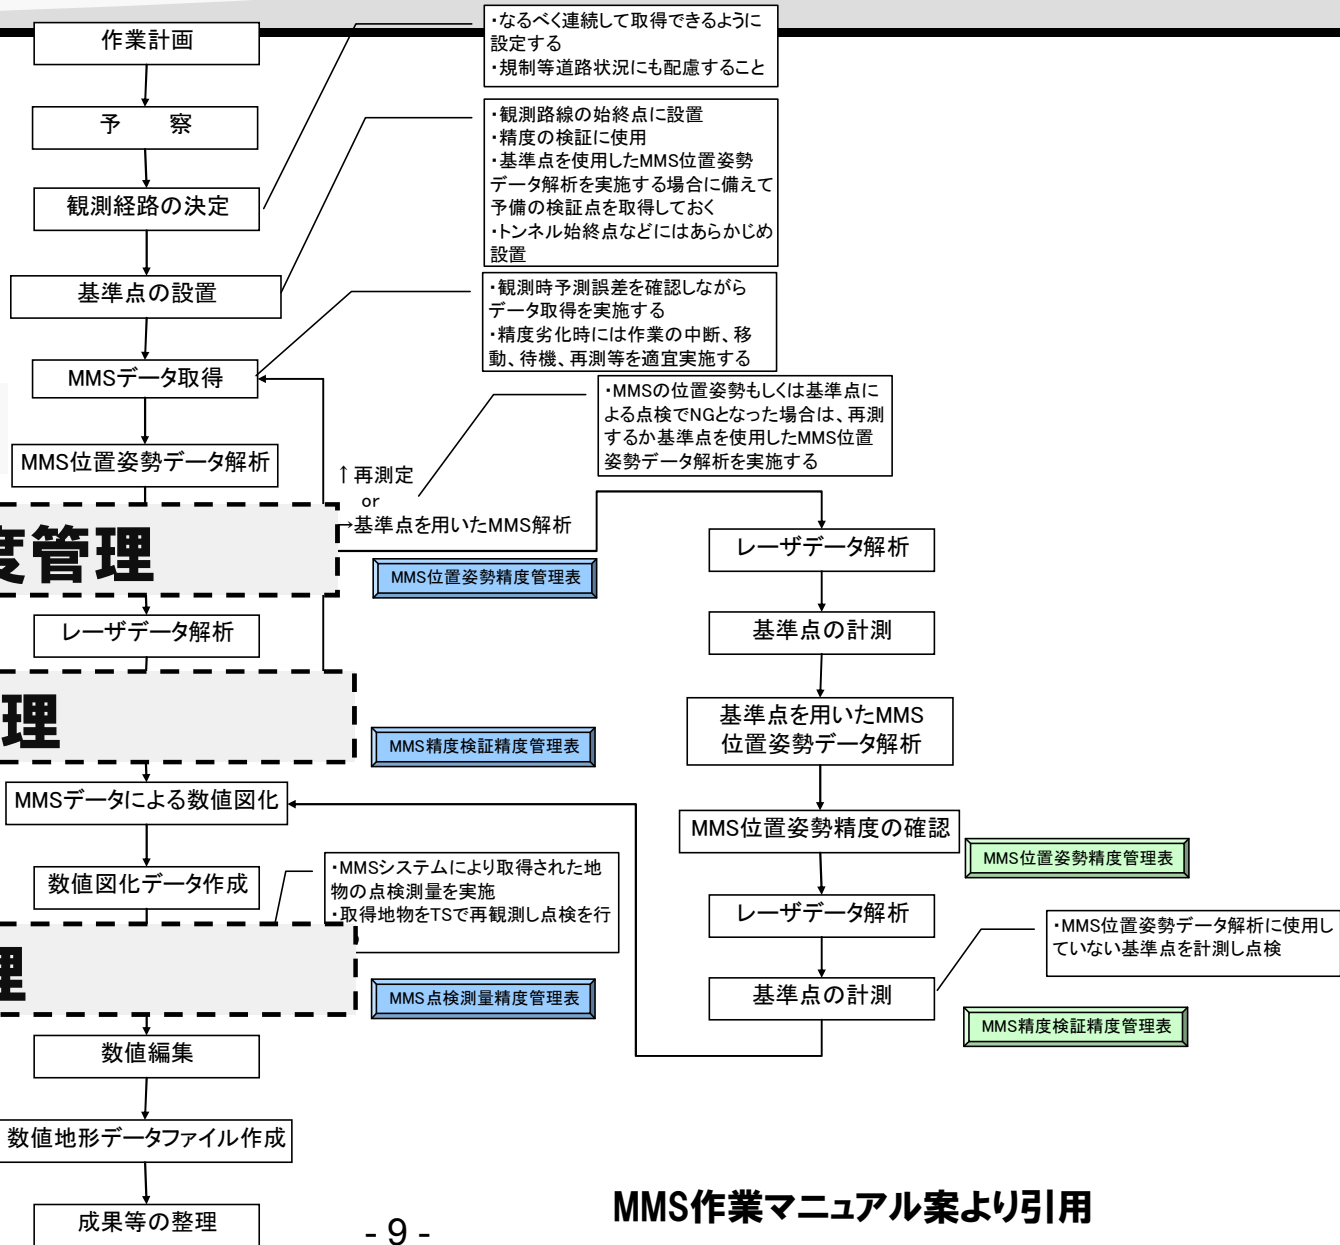 作業計画
・なるべく連続して取得できるように
設定する
・規制等道路状況にも配慮すること
予　　察
・観測路線の始終点に設置
・精度の検証に使用
・基準点を使用したMMS位置姿勢
データ解析を実施する場合に備えて
予備の検証点を取得しておく
・トンネル始終点などにはあらかじめ
設置
観測経路の決定
基準点の設置
・観測時予測誤差を確認しながら
データ取得を実施する
・精度劣化時には作業の中断、移
動、待機、再測等を適宜実施する
MMSデータ取得
・MMSの位置姿勢もしくは基準点に
よる点検でNGとなった場合は、再測
するか基準点を使用したMMS位置
姿勢データ解析を実施する
MMS位置姿勢データ解析
↑再測定
or
→基準点を用いたMMS解析
度管理
MMS位置姿勢精度管理表
レーザデータ解析
理
MMS精度検証精度管理表
MMSデータによる数値図化
数値図化データ作成
・MMSシステムにより取得された地
物の点検測量を実施
・取得地物をTSで再観測し点検を行
理
MMS点検測量精度管理表
数値編集
数値地形データファイル作成
成果等の整理
レーザデータ解析
基準点の計測
基準点を用いたMMS
位置姿勢データ解析
MMS位置姿勢精度の確認
MMS位置姿勢精度管理表
レーザデータ解析
・MMS位置姿勢データ解析に使用し
ていない基準点を計測し点検
基準点の計測
MMS精度検証精度管理表
MMS作業マニュアル案より引用
- 9 -